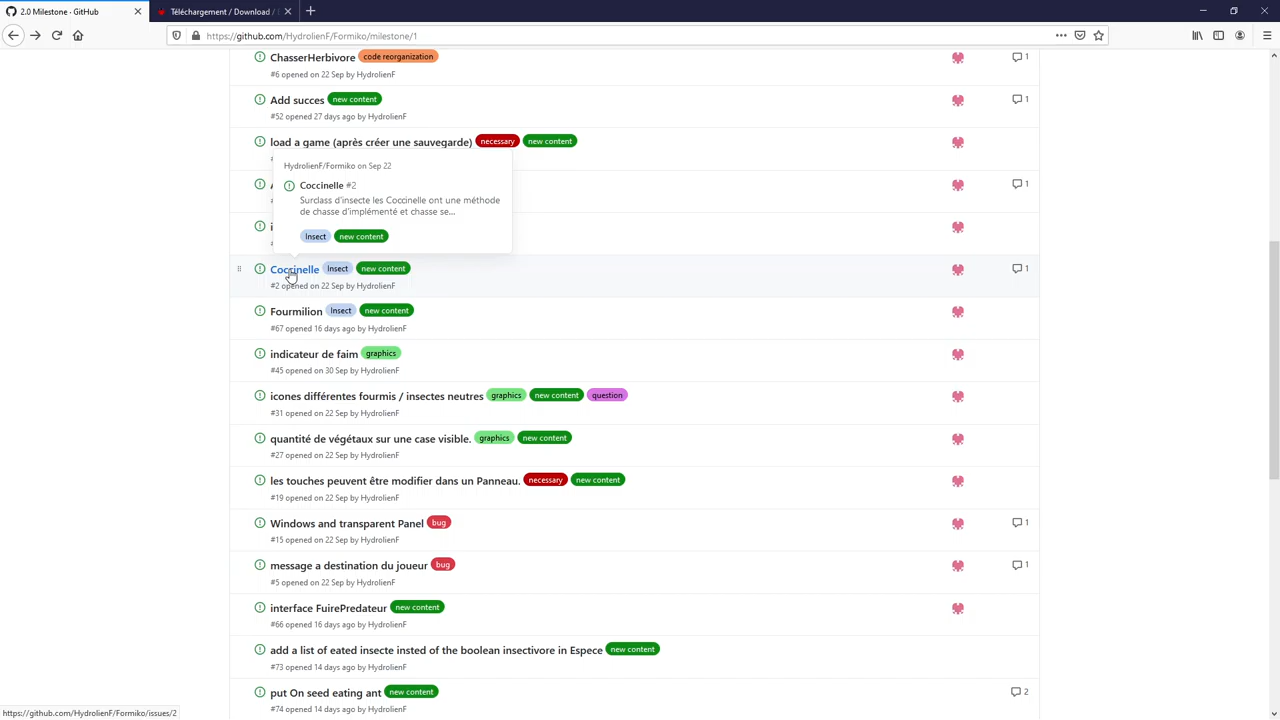 2.0 Milestone · GitHub
Téléchargement / Download /
https://github.com/HydrolienF/Formiko/milestone/1
ChasserHerbivore code reorganization
1
#6 opened on 22 Sep by HydrolienF
Add succes new content
1
#52 opened 27 days ago by HydrolienF
load a game (après créer une sauvegarde) necessary new content
HydrolienF/Formiko on Sep 22
Coccinelle #2
1
Surclass d'insecte les Coccinelle ont une méthode
de chasse d'implémenté et chasse se...
Insect new content
Coccinelle Insect new content
1
#2 opened on 22 Sep by HydrolienF
Fourmilion Insect new content
#67 opened 16 days ago by HydrolienF
indicateur de faim graphics
#45 opened on 30 Sep by HydrolienF
icones différentes fourmis / insectes neutres graphics new content question
#31 opened on 22 Sep by HydrolienF
quantité de végétaux sur une case visible. graphics new content
#27 opened on 22 Sep by HydrolienF
les touches peuvent être modifier dans un Panneau. necessary new content
#19 opened on 22 Sep by HydrolienF
Windows and transparent Panel bug
1
#15 opened on 22 Sep by HydrolienF
message a destination du joueur bug
1
#5 opened on 22 Sep by HydrolienF
interface FuirePredateur new content
#66 opened 16 days ago by HydrolienF
add a list of eated insecte insted of the boolean insectivore in Espece new content
#73 opened 14 days ago by HydrolienF
put On seed eating ant new content
2
#74 opened 14 days ago by HydrolienF
https://github.com/HydrolienF/Formiko/issues/2